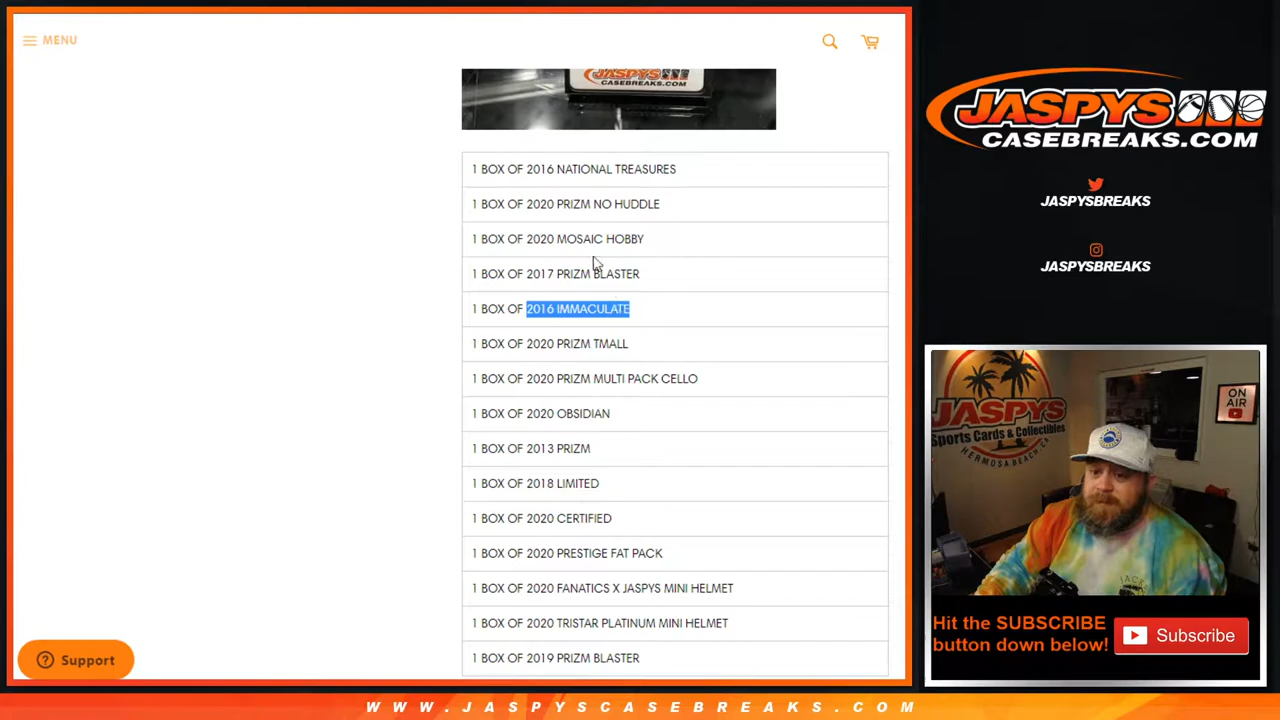 MENU
JASPYS
CASEBREAKS.COM
1 BOX OF 2016 NATIONAL TREASURES
1 BOX OF 2020 PRIZM NO HUDDLE
1 BOX OF 2020 MOSAIC HOBBY
1 BOX OF 2017 PRIZM BLASTER
1 BOX OF 2016 IMMACULATE
1 BOX OF 2020 PRIZM TMALL
1 BOX OF 2020 PRIZM MULTI PACK CELLO
1 BOX OF 2020 OBSIDIAN
1 BOX OF 2013 PRIZM
1 BOX OF 2018 LIMITED
1 BOX OF 2020 CERTIFIED
1 BOX OF 2020 PRESTIGE FAT PACK
1 BOX OF 2020 FANATICS X JASPYS MINI HELMET
1 BOX OF 2020 TRISTAR PLATINUM MINI HELMET
1 BOX OF 2019 PRIZM BLASTER
Support
JASPYS
CASEBREAKS.COM
JASPYSBREAKS
JASPYSBREAKS
JASPYS
Sports Cards & Collectibles
HERMOSA BEACH, CA
ON
AIR
Hit the SUBSCRIBE
button down below!
Subscribe
WWW.JASPYSCASEBREAKS.COM